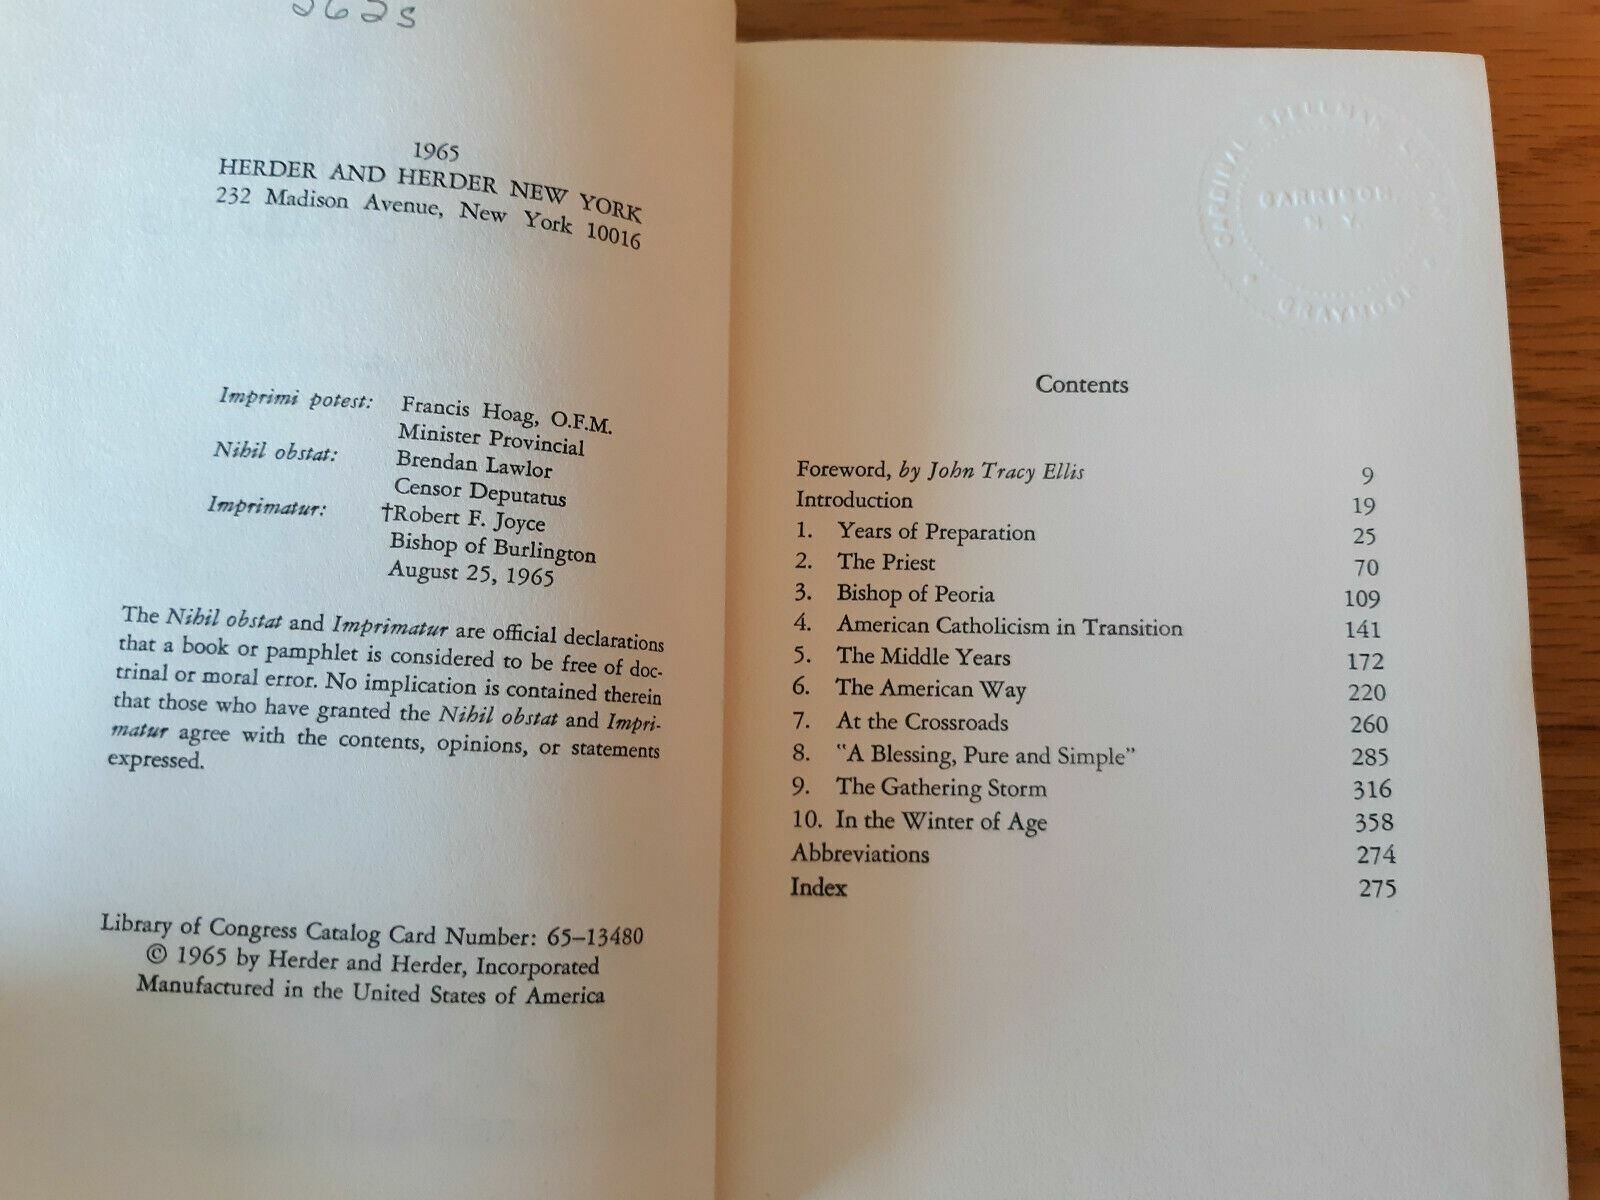 1965
HERDER AND HERDER NEW YORK
232 Madison Avenue, New York 10016
Imprimi potest: Francis Hoag, O.F.M.
Minister Provincial
Nihil obstat: Brendan Lawlor
Censor Deputatus
Imprimatur: †Robert F. Joyce
Bishop of Burlington
August 25, 1965
The Nihil obstat and Imprimatur are official declarations
that a book or pamphlet is considered to be free of doc-
trinal or moral error. No implication is contained therein
that those who have granted the Nihil obstat and Impri-
matur agree with the contents, opinions, or statements
expressed.
Library of Congress Catalog Card Number: 65–13480
© 1965 by Herder and Herder, Incorporated
Manufactured in the United States of America
CARDINAL SPELLMAN
GARRISON,
N. Y.
GRAYMOOR
Contents
Foreword, by John Tracy Ellis 9
Introduction 19
1. Years of Preparation 25
2. The Priest 70
3. Bishop of Peoria 109
4. American Catholicism in Transition 141
5. The Middle Years 172
6. The American Way 220
7. At the Crossroads 260
8. "A Blessing, Pure and Simple" 285
9. The Gathering Storm 316
10. In the Winter of Age 358
Abbreviations 274
Index 275